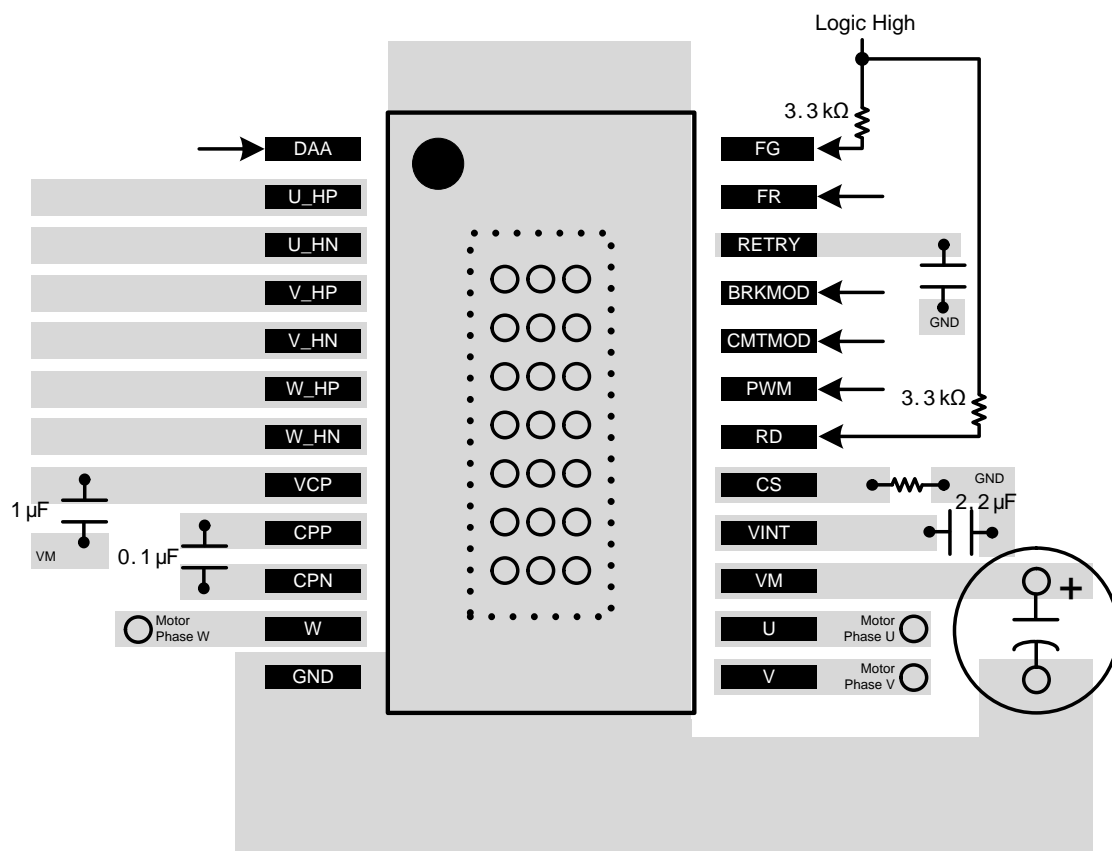 Logic High
3.3 kΩ
DAA
FG
U_HP
FR
U_HN
RETRY
V_HP
BRKMOD
GND
V_HN
CMTMOD
W_HP
PWM
3.3 kΩ
W_HN
RD
VCP
CS
GND
1 µF
2.2 µF
CPP
VINT
VM
0.1 µF
CPN
VM
+
Motor
Phase W
W
U
Motor
Phase U
GND
V
Motor
Phase V